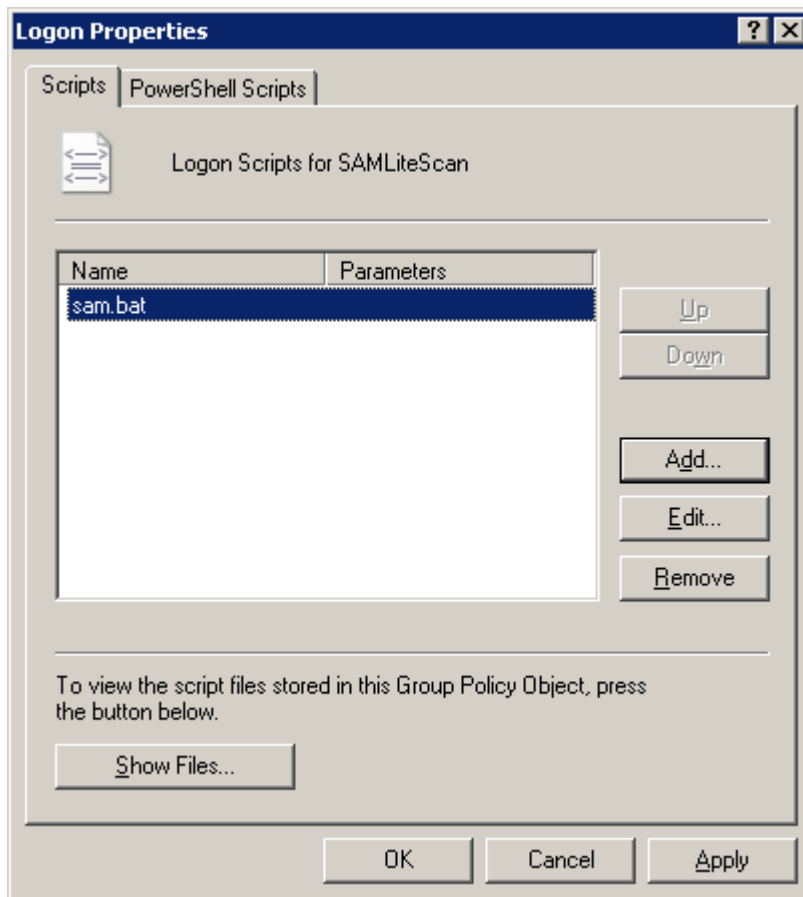 Logon Properties
Scripts
PowerShell Scripts
Logon Scripts for SAMLiteScan
Name
Parameters
sam.bat
Up
Down
Add...
Edit...
Remove
To view the script files stored in this Group Policy Object, press
the button below.
Show Files...
OK
Cancel
Apply